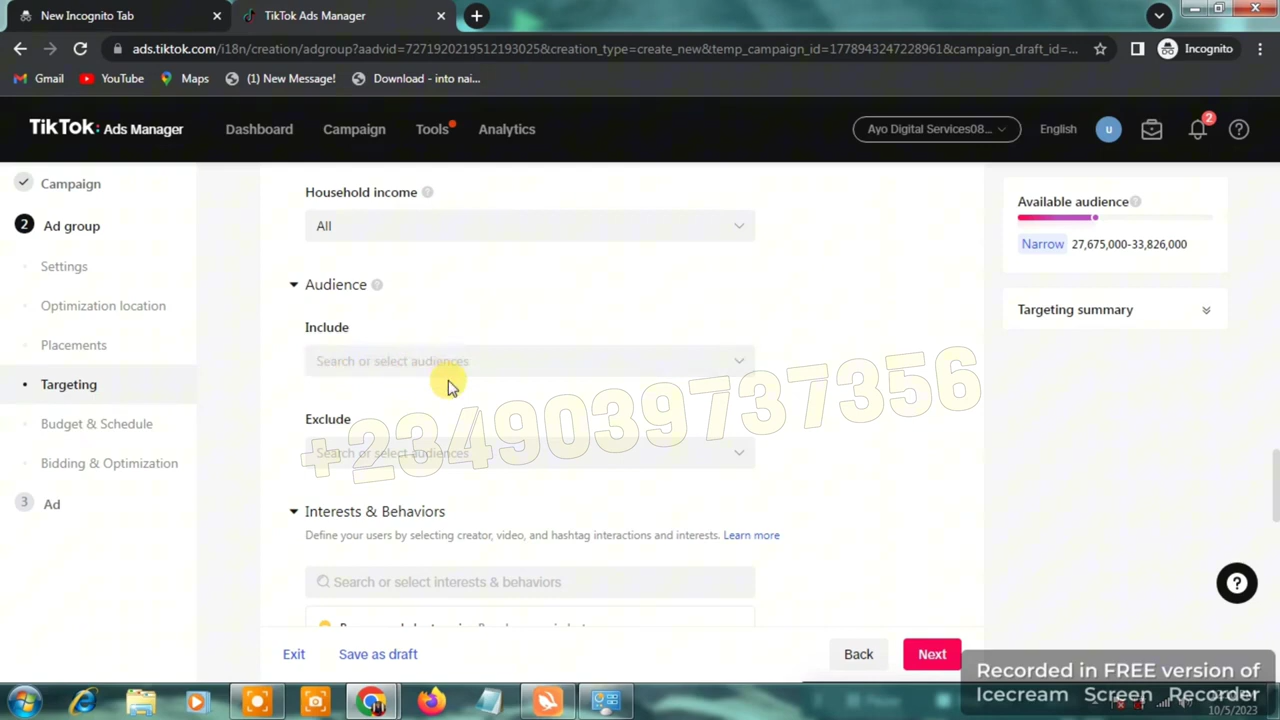 New Incognito Tab
TikTok Ads Manager
ads.tiktok.com/i18n/creation/adgroup?aadvid=7271920219512193025&creation_type=create_new&temp_campaign_id=1778943247228961&campaign_draft_id=...
Incognito
Gmail
YouTube
Maps
(1) New Message!
Download - into nai...
TikTok: Ads Manager
Dashboard
Campaign
Tools
Analytics
Ayo Digital Services08...
English
u
2
Campaign
2 Ad group
Settings
Optimization location
Placements
Targeting
Budget & Schedule
Bidding & Optimization
3 Ad
Household income
All
Audience
Include
Search or select audiences
Exclude
Search or select audiences
+2349039737356
Interests & Behaviors
Define your users by selecting creator, video, and hashtag interactions and interests. Learn more
Search or select interests & behaviors
Exit
Save as draft
Back
Next
Available audience
Narrow 27,675,000-33,826,000
Targeting summary
Recorded in FREE version of
Icecream Screen Recorder
10/5/2023